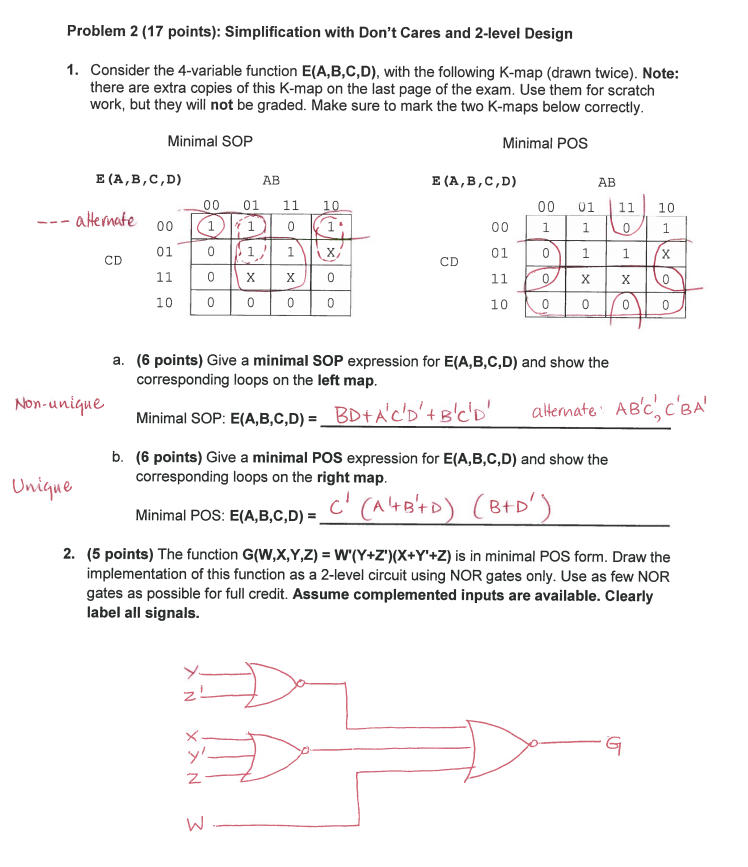 Problem 2 (17 points): Simplification with Don't Cares and 2-level Design
1. Consider the 4-variable function E(A,B,C,D), with the following K-map (drawn twice). Note:
there are extra copies of this K-map on the last page of the exam. Use them for scratch
work, but they will not be graded. Make sure to mark the two K-maps below correctly.
Minimal SOP
E(A,B,C,D) AB
00 01 11 10
--- alternate 00 1 1 0 1
CD 01 0 1 1 X
11 0 X X 0
10 0 0 0 0
Minimal POS
E(A,B,C,D) AB
00 01 11 10
00 1 1 0 1
CD 01 0 1 1 X
11 0 X X 0
10 0 0 0 0
a. (6 points) Give a minimal SOP expression for E(A,B,C,D) and show the
corresponding loops on the left map.
Non-unique
Minimal SOP: E(A,B,C,D) = BD+A'C'D'+B'C'D' alternate: AB'C', C'BA'
b. (6 points) Give a minimal POS expression for E(A,B,C,D) and show the
corresponding loops on the right map.
Unique
Minimal POS: E(A,B,C,D) = C' (A'+B'+D) (B+D')
2. (5 points) The function G(W,X,Y,Z) = W'(Y+Z')(X+Y'+Z) is in minimal POS form. Draw the
implementation of this function as a 2-level circuit using NOR gates only. Use as few NOR
gates as possible for full credit. Assume complemented inputs are available. Clearly
label all signals.
Y
Z'
X
Y'
Z
G
W